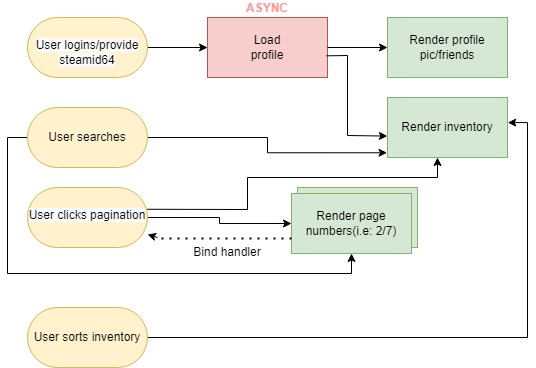 ASYNC
User logins/provide
steamid64
Load
profile
Render profile
pic/friends
User searches
Render inventory
User clicks pagination
Render page
numbers(i.e: 2/7)
Bind handler
User sorts inventory